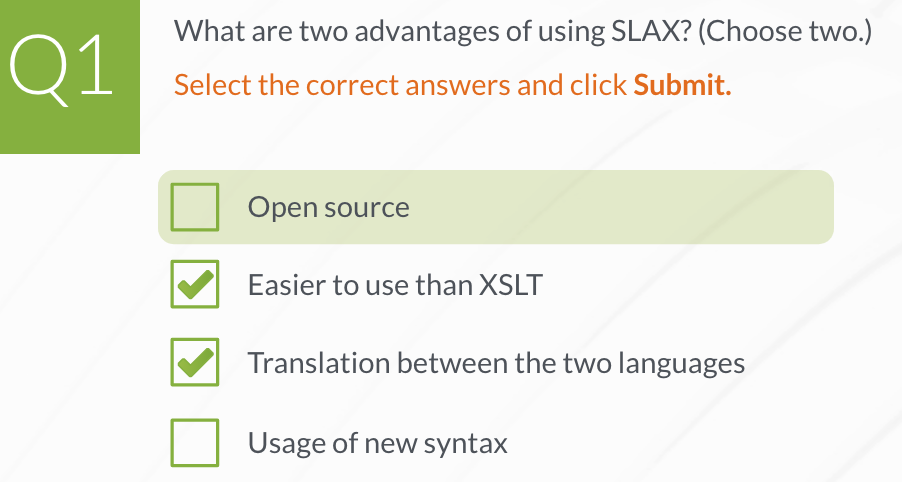 Q1
What are two advantages of using SLAX? (Choose two.)
Select the correct answers and click Submit.
Open source
Easier to use than XSLT
Translation between the two languages
Usage of new syntax